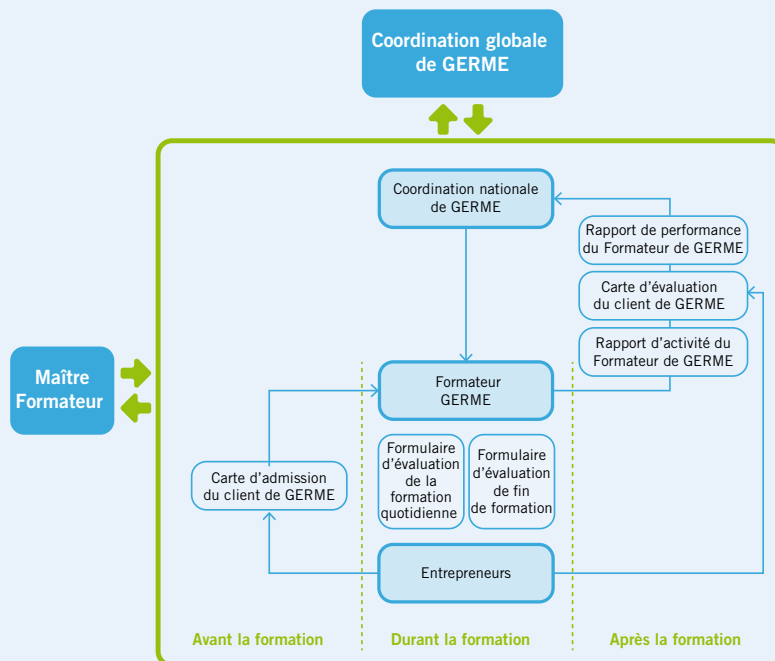 Coordination globale
de GERME
Coordination nationale
de GERME
Rapport de performance
du Formateur de GERME
Carte d'évaluation
du client de GERME
Rapport d'activité du
Formateur de GERME
Maître
Formateur
Formateur
GERME
Carte d'admission
du client de GERME
Formulaire
d'évaluation
de la
formation
quotidienne
Formulaire
d'évaluation
de fin
de formation
Entrepreneurs
Avant la formation
Durant la formation
Après la formation